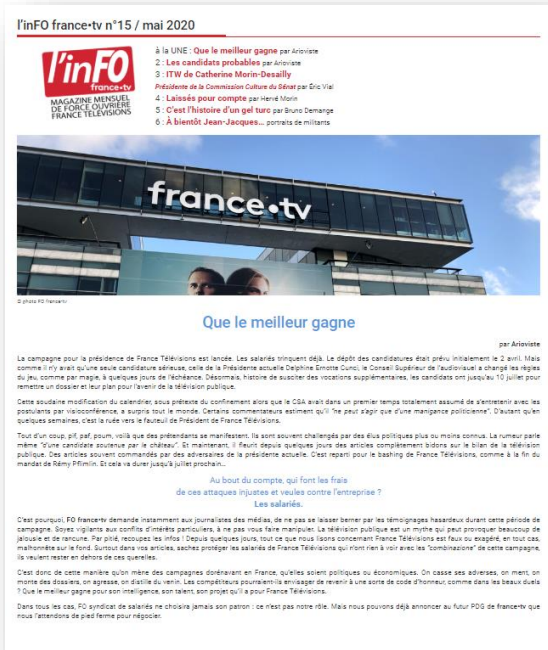 l'inFO france•tv n°15 / mai 2020
l'inFO
france•tv
MAGAZINE MENSUEL
DE FORCE OUVRIÈRE
FRANCE TÉLÉVISIONS
à la UNE : Que le meilleur gagne par Arioviste
2 : Les candidats probables par Arioviste
3 : ITW de Catherine Morin-Desailly
Présidente de la Commission Culture du Sénat par Éric Vial
4 : Laissés pour compte par Hervé Morin
5 : C'est l'histoire d'un gel turc par Bruno Demange
6 : À bientôt Jean-Jacques... portraits de militants
france•tv
© photo FO francetv
Que le meilleur gagne
par Arioviste
La campagne pour la présidence de France Télévisions est lancée. Les salariés trinquent déjà. Le dépôt des candidatures était prévu initialement le 2 avril. Mais
comme il n'y avait qu'une seule candidature sérieuse, celle de la Présidente actuelle Delphine Ernotte Cunci, le Conseil Supérieur de l'audiovisuel a changé les règles
du jeu, comme par magie, à quelques jours de l'échéance. Désormais, histoire de susciter des vocations supplémentaires, les candidats ont jusqu'au 10 juillet pour
remettre un dossier et leur plan pour l'avenir de la télévision publique.
Cette soudaine modification du calendrier, sous prétexte du confinement alors que le CSA avait dans un premier temps totalement assumé de s'entretenir avec les
postulants par visioconférence, a surpris tout le monde. Certains commentateurs estiment qu'il "ne peut s'agir que d'une manigance politicienne". D'autant qu'en
quelques semaines, c'est la ruée vers le fauteuil de Président de France Télévisions.
Tout d'un coup, pif, paf, poum, voilà que des prétendants se manifestent. Ils sont souvent challengés par des élus politiques plus ou moins connus. La rumeur parle
même "d'une candidate soutenue par le château". Et maintenant, il fleurit depuis quelques jours des articles complètement bidons sur le bilan de la télévision
publique. Des articles souvent commandés par des adversaires de la présidente actuelle. C'est reparti pour le bashing de France Télévisions, comme à la fin du
mandat de Rémy Pflimlin. Et cela va durer jusqu'à juillet prochain...
Au bout du compte, qui font les frais
de ces attaques injustes et veules contre l'entreprise ?
Les salariés.
C'est pourquoi, FO france•tv demande instamment aux journalistes des médias, de ne pas se laisser berner par les témoignages hasardeux durant cette période de
campagne. Soyez vigilants aux conflits d'intérêts particuliers, à ne pas vous faire manipuler. La télévision publique est un mythe qui peut provoquer beaucoup de
jalousie et de rancune. Par pitié, recoupez les infos ! Depuis quelques jours, tout ce que nous lisons concernant France Télévisions est faux ou exagéré, en tout cas,
malhonnête sur le fond. Surtout dans vos articles, sachez protéger les salariés de France Télévisions qui n'ont rien à voir avec les "combinazione" de cette campagne,
ils veulent rester en dehors de ces querelles.
C'est donc de cette manière qu'on mène des campagnes dorénavant en France, qu'elles soient politiques ou économiques. On casse ses adverses, on ment, on
monte des dossiers, on agresse, on distille du venin. Les compétiteurs pourraient-ils envisager de revenir à une sorte de code d'honneur, comme dans les beaux duels
? Que le meilleur gagne pour son intelligence, son talent, son projet qu'il a pour France Télévisions.
Dans tous les cas, FO syndicat de salariés ne choisira jamais son patron : ce n'est pas notre rôle. Mais nous pouvons déjà annoncer au futur PDG de france•tv que
nous l'attendons de pied ferme pour négocier.